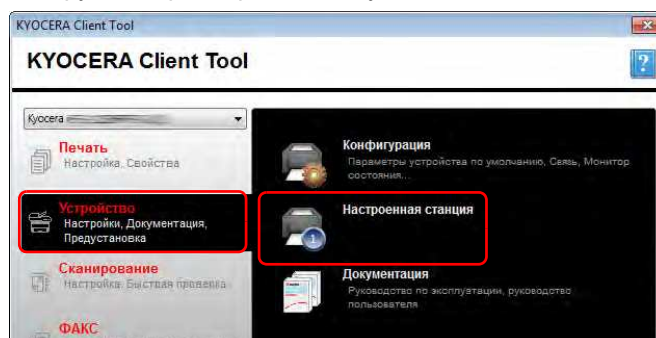 KYOCERA Client Tool
KYOCERA Client Tool
?
Kyocera
Печать
Настройка, Свойства
Устройство
Настройки, Документация,
Предустановка
Сканирование
Настройка, Быстрая проверка
ФАКС
Конфигурация
Параметры устройства по умолчанию, Связь, Монитор
состояния...
Настроенная станция
1
Документация
Руководство по эксплуатации, руководство
пользователя